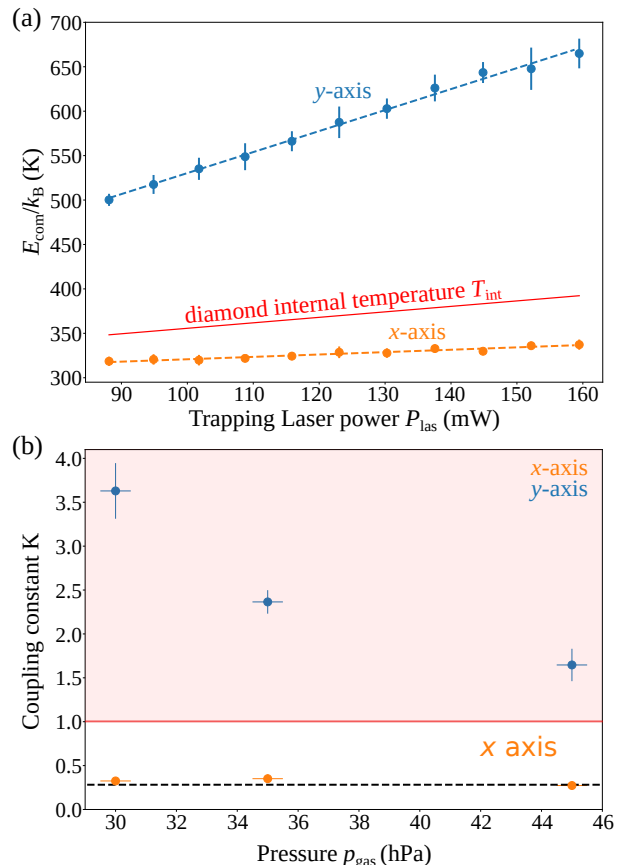 (a)
E_com/k_B (K)
700
650
600
550
500
450
400
350
300
y-axis
diamond internal temperature T_int
x-axis
90 100 110 120 130 140 150 160
Trapping Laser power P_las (mW)
(b)
Coupling constant K
4.0
3.5
3.0
2.5
2.0
1.5
1.0
0.5
0.0
x-axis
y-axis
x axis
30 32 34 36 38 40 42 44 46
Pressure p_gas (hPa)